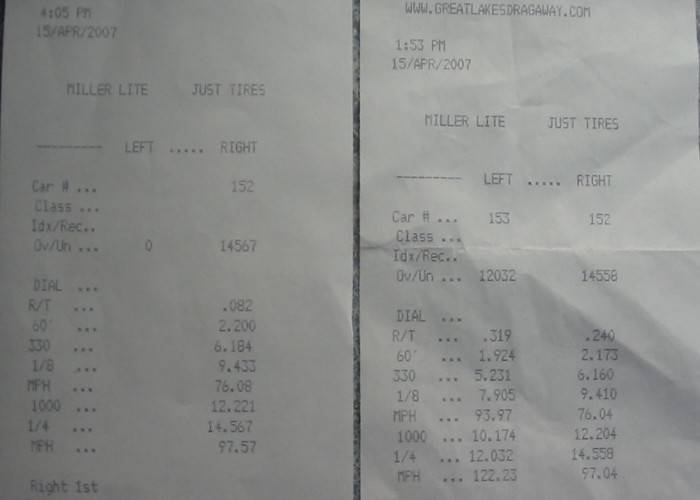 4:05 PM
15/APR/2007
MILLER LITE JUST TIRES
---------- LEFT ..... RIGHT
Car # ... 152
Class ...
Idx/Rec..
Ov/Un ... 0 14567
DIAL ...
R/T ... .082
60' ... 2.200
330 ... 6.184
1/8 ... 9.433
MPH ... 76.08
1000 ... 12.221
1/4 ... 14.567
MPH ... 97.57
Right 1st
WWW.GREATLAKESDRAGAWAY.COM
1:53 PM
15/APR/2007
MILLER LITE JUST TIRES
---------- LEFT ..... RIGHT
Car # ... 153 152
Class ...
Idx/Rec..
Ov/Un ... 12032 14558
DIAL ...
R/T ... .319 .240
60' ... 1.924 2.173
330 ... 5.231 6.160
1/8 ... 7.905 9.410
MPH ... 93.97 76.04
1000 ... 10.174 12.204
1/4 ... 12.032 14.558
MPH ... 122.23 97.04